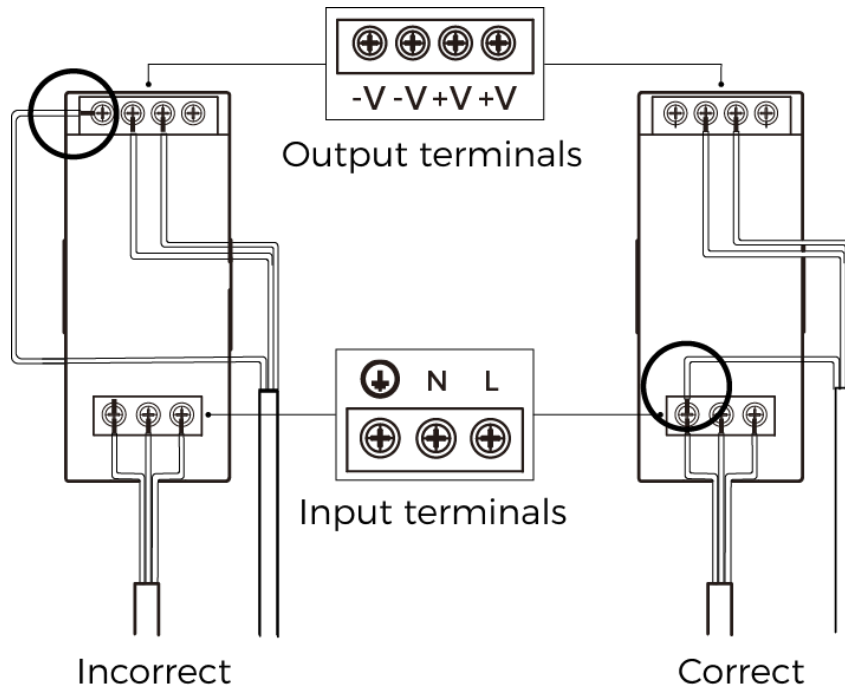 -V -V +V +V
Output terminals
N L
Input terminals
Incorrect
Correct